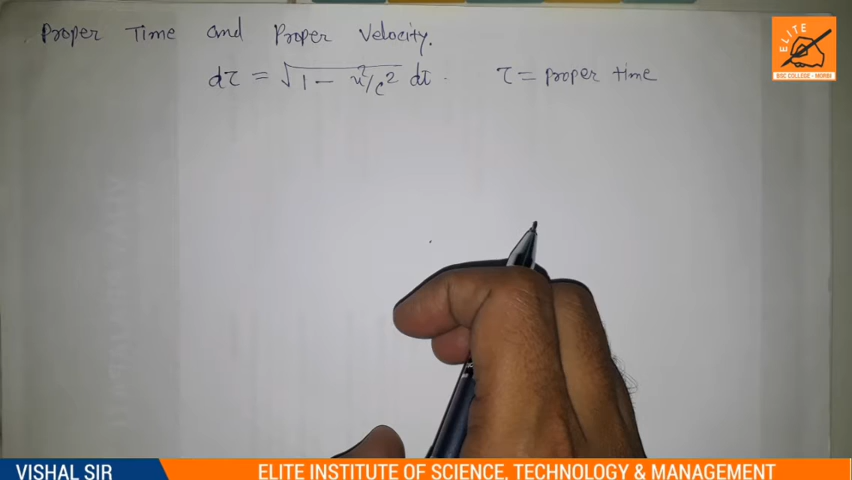 Proper Time and Proper Velocity.
dτ = √1 - u²/c² dt. τ = proper time
ELITE
BSC COLLEGE - MORBI
VISHAL SIR
ELITE INSTITUTE OF SCIENCE, TECHNOLOGY & MANAGEMENT